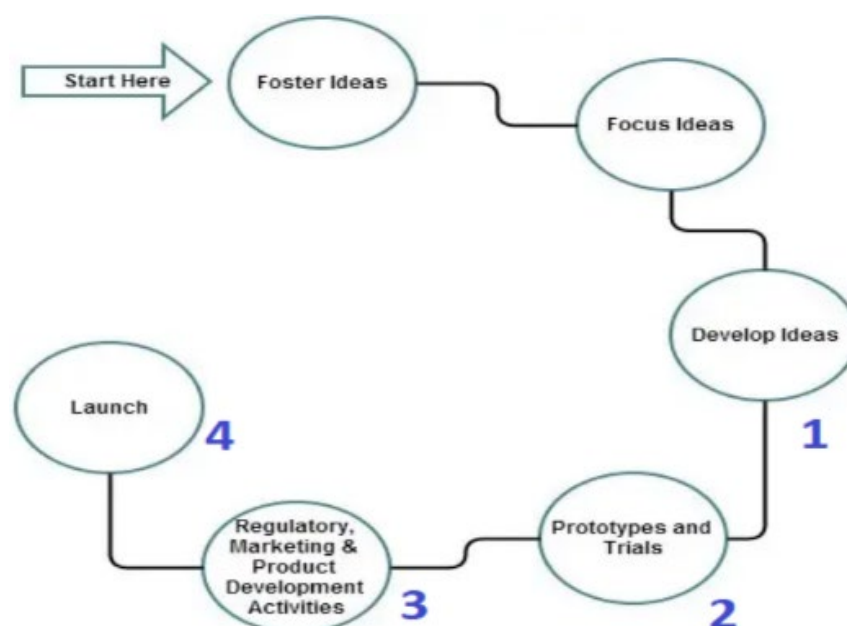 Start Here
Foster Ideas
Focus Ideas
Develop Ideas
1
Prototypes and
Trials
2
Regulatory,
Marketing &
Product
Development
Activities
3
Launch
4